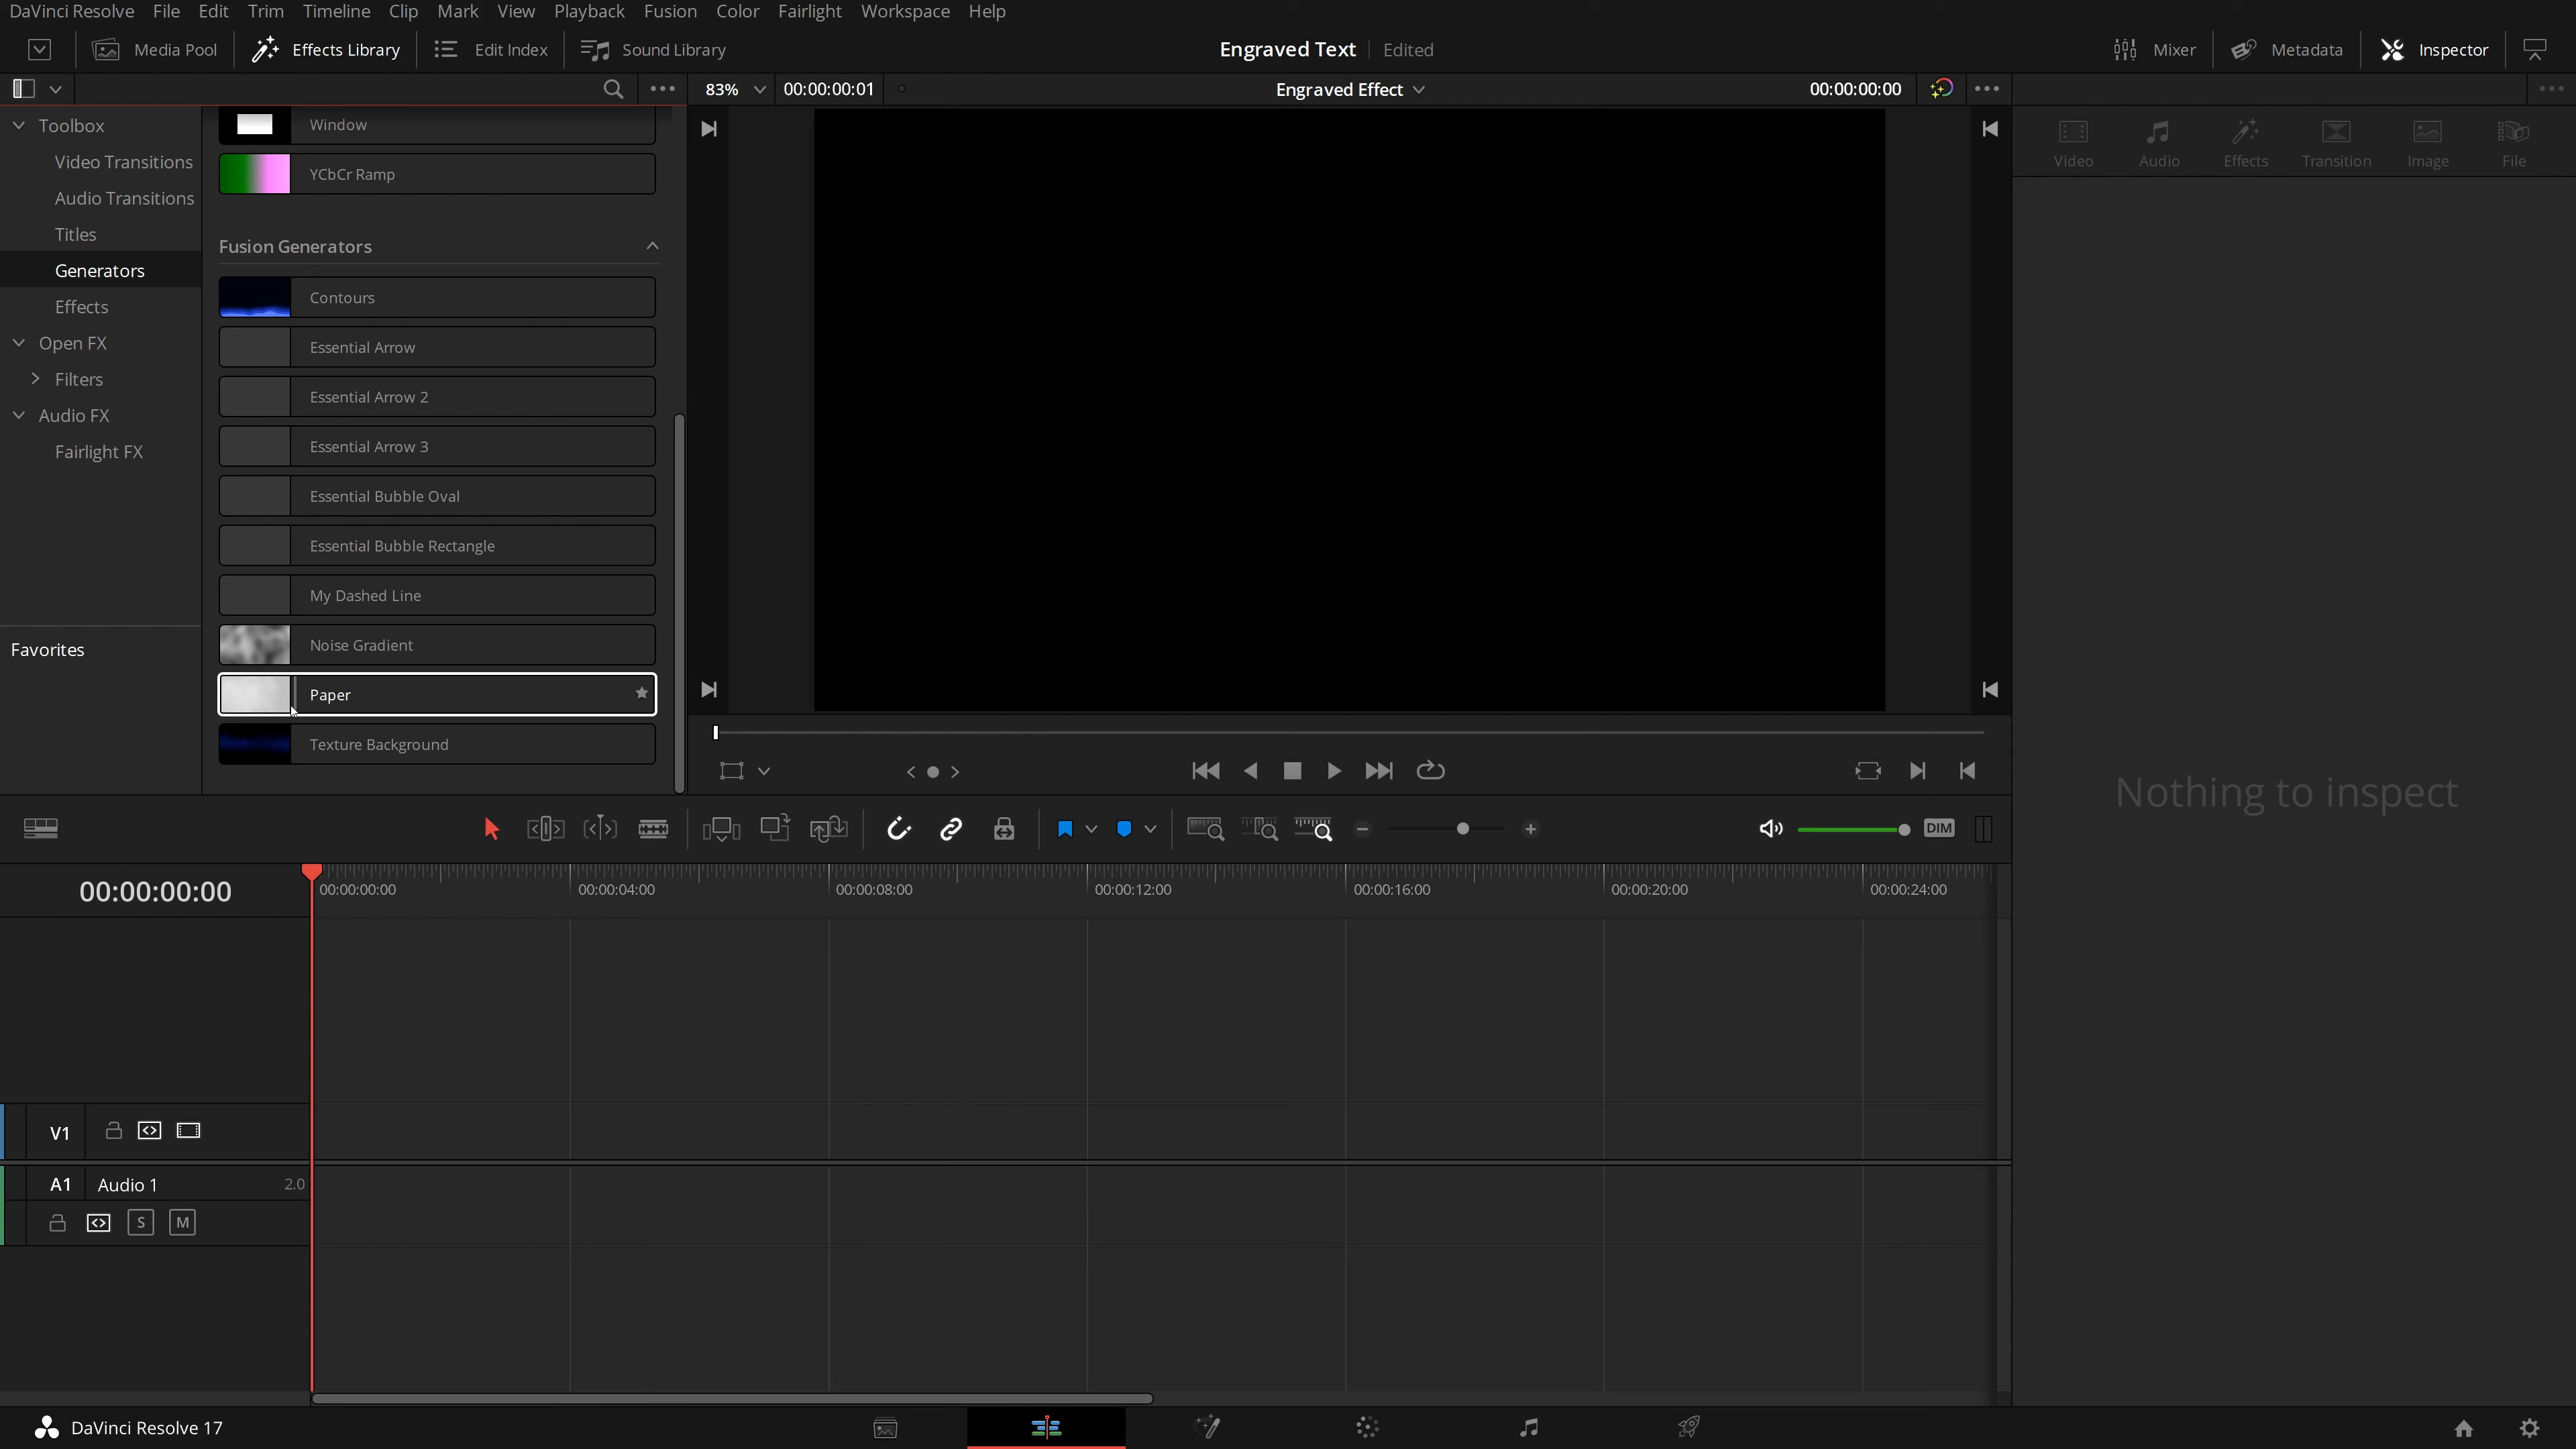 DaVinci Resolve File Edit Trim Timeline Clip Mark View Playback Fusion Color Fairlight Workspace Help
Media Pool Effects Library Edit Index Sound Library Engraved Text Edited Mixer Metadata Inspector
83% 00:00:00:01 Engraved Effect 00:00:00:00
Toolbox
Video Transitions
Audio Transitions
Titles
Generators
Effects
Open FX
Filters
Audio FX
Fairlight FX
Favorites
Window
YCbCr Ramp
Fusion Generators
Contours
Essential Arrow
Essential Arrow 2
Essential Arrow 3
Essential Bubble Oval
Essential Bubble Rectangle
My Dashed Line
Noise Gradient
Paper
Texture Background
Video Audio Effects Transition Image File
Nothing to inspect
DIM
00:00:00:00
00:00:00:00 00:00:04:00 00:00:08:00 00:00:12:00 00:00:16:00 00:00:20:00 00:00:24:00
V1
A1 Audio 1 2.0
S M
DaVinci Resolve 17